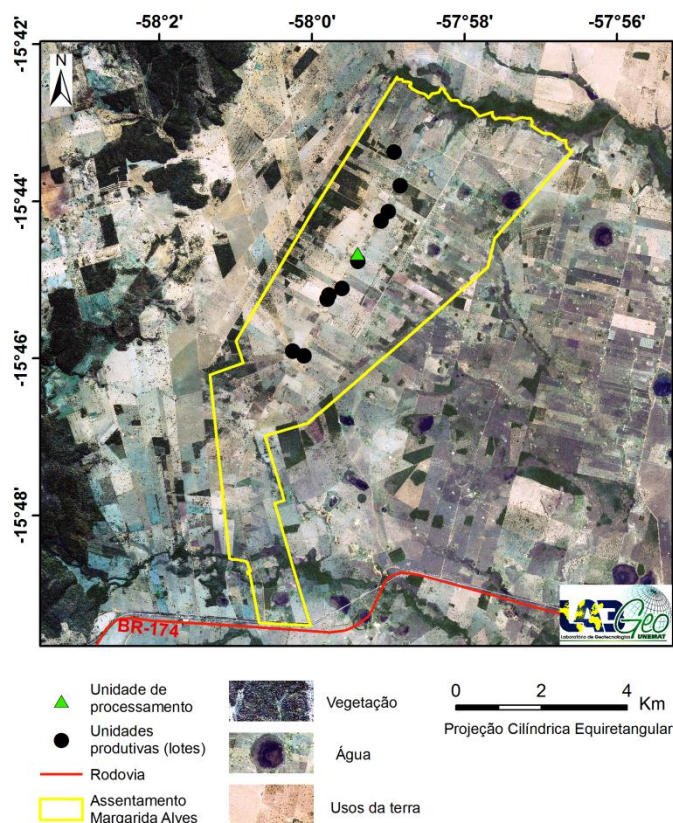 -58°2' -58°0' -57°58' -57°56'
-15°42'
N
-15°44'
-15°46'
-15°48'
BR-174
LABGeo
UNEMAT
Laboratório de Geotecnologias
Unidade de
processamento
Unidades
produtivas (lotes)
Rodovia
Assentamento
Margarida Alves
Vegetação
Água
Usos da terra
0 2 4 Km
Projeção Cilíndrica Equiretangular